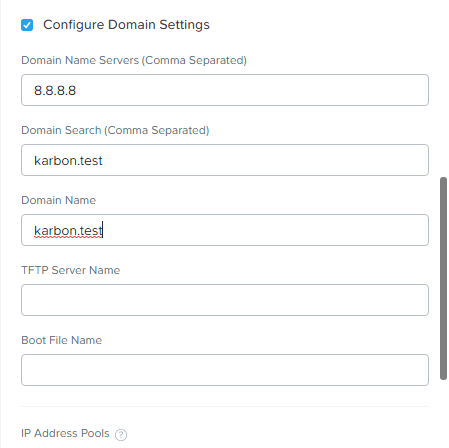 Configure Domain Settings
Domain Name Servers (Comma Separated)
8.8.8.8
Domain Search (Comma Separated)
karbon.test
Domain Name
karbon.test
TFTP Server Name
Boot File Name
IP Address Pools ?